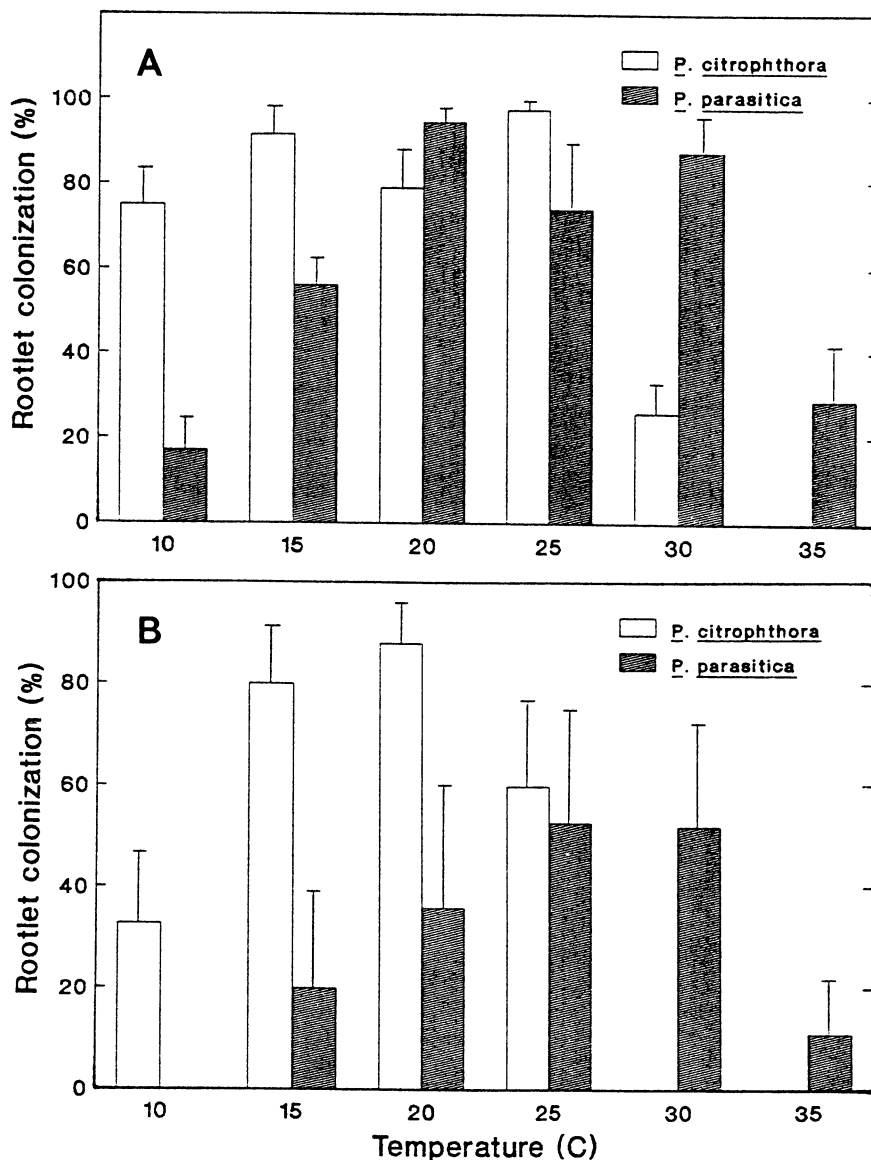 A
P. citrophthora
P. parasitica
Rootlet colonization (%)
100
80
60
40
20
0
10 15 20 25 30 35
B
P. citrophthora
P. parasitica
Rootlet colonization (%)
100
80
60
40
20
0
10 15 20 25 30 35
Temperature (C)